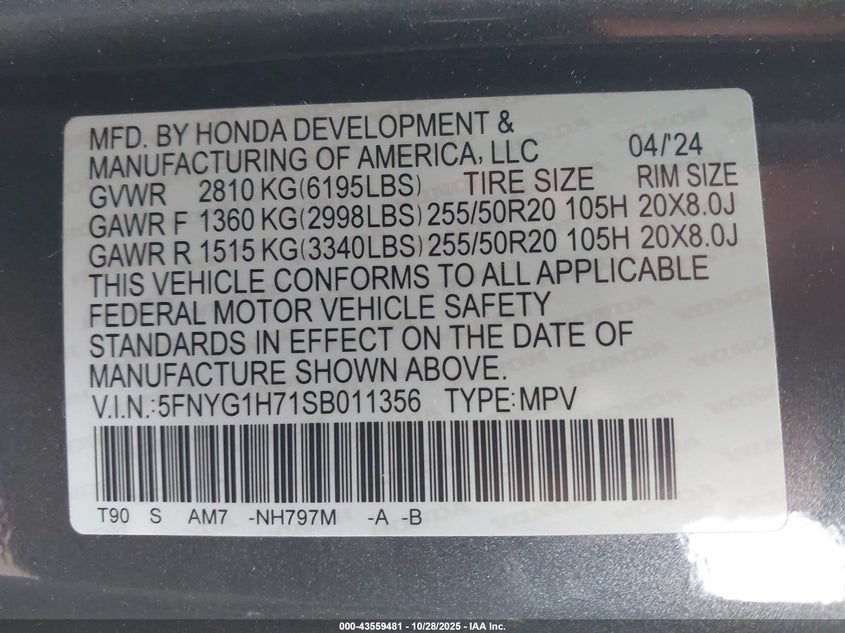 MFD. BY HONDA DEVELOPMENT &
MANUFACTURING OF AMERICA, LLC 04/'24
GVWR 2810 KG(6195LBS) TIRE SIZE RIM SIZE
GAWR F 1360 KG(2998LBS) 255/50R20 105H 20X8.0J
GAWR R 1515 KG(3340LBS) 255/50R20 105H 20X8.0J
THIS VEHICLE CONFORMS TO ALL APPLICABLE
FEDERAL MOTOR VEHICLE SAFETY
STANDARDS IN EFFECT ON THE DATE OF
MANUFACTURE SHOWN ABOVE.
V.I.N.:5FNYG1H71SB011356 TYPE:MPV
T90 S AM7 -NH797M -A -B
000-43559481 - 10/28/2025 - IAA Inc.